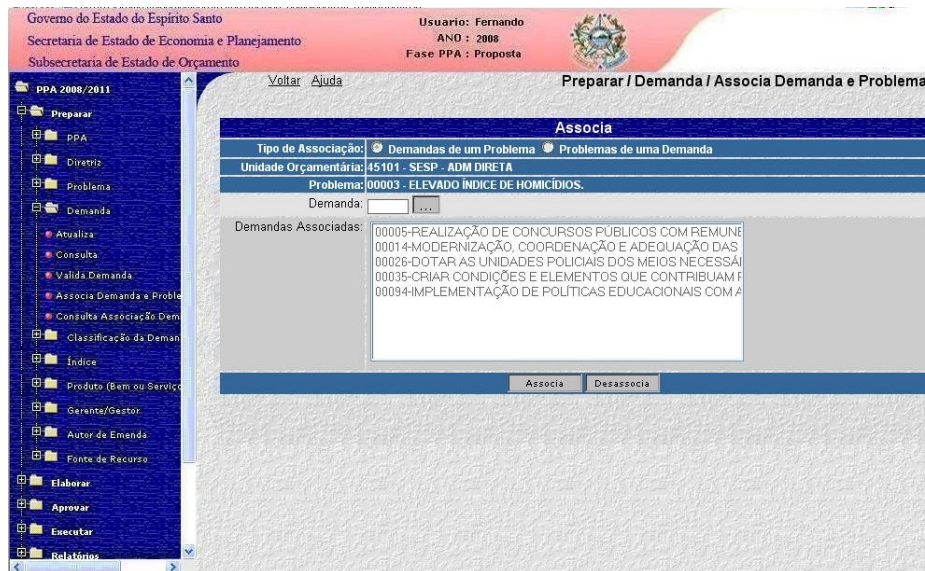 Governo do Estado do Espírito Santo
Secretaria de Estado de Economia e Planejamento
Subsecretaria de Estado de Orçamento
Usuario: Fernando
ANO : 2008
Fase PPA : Proposta
Voltar Ajuda
Preparar / Demanda / Associa Demanda e Problema
PPA 2008/2011
Preparar
PPA
Diretriz
Problema
Demanda
Atualiza
Consulta
Valida Demanda
Associa Demanda e Proble
Consulta Associação Dem
Classificação da Deman
Índice
Produto (Bem ou Serviço
Gerente/Gestor
Autor de Emenda
Fonte de Recurso
Elaborar
Aprovar
Executar
Relatórios
Associa
Tipo de Associação: Demandas de um Problema Problemas de uma Demanda
Unidade Orçamentária: 45101 - SESP - ADM DIRETA
Problema: 00003 - ELEVADO ÍNDICE DE HOMICÍDIOS.
Demanda: ...
Demandas Associadas:
00005-REALIZAÇÃO DE CONCURSOS PÚBLICOS COM REMUNE
00014-MODERNIZAÇÃO, COORDENAÇÃO E ADEQUAÇÃO DAS
00026-DOTAR AS UNIDADES POLICIAIS DOS MEIOS NECESSÁ
00035-CRIAR CONDIÇÕES E ELEMENTOS QUE CONTRIBUAM
00094-IMPLEMENTAÇÃO DE POLÍTICAS EDUCACIONAIS COM
Associa Desassocia